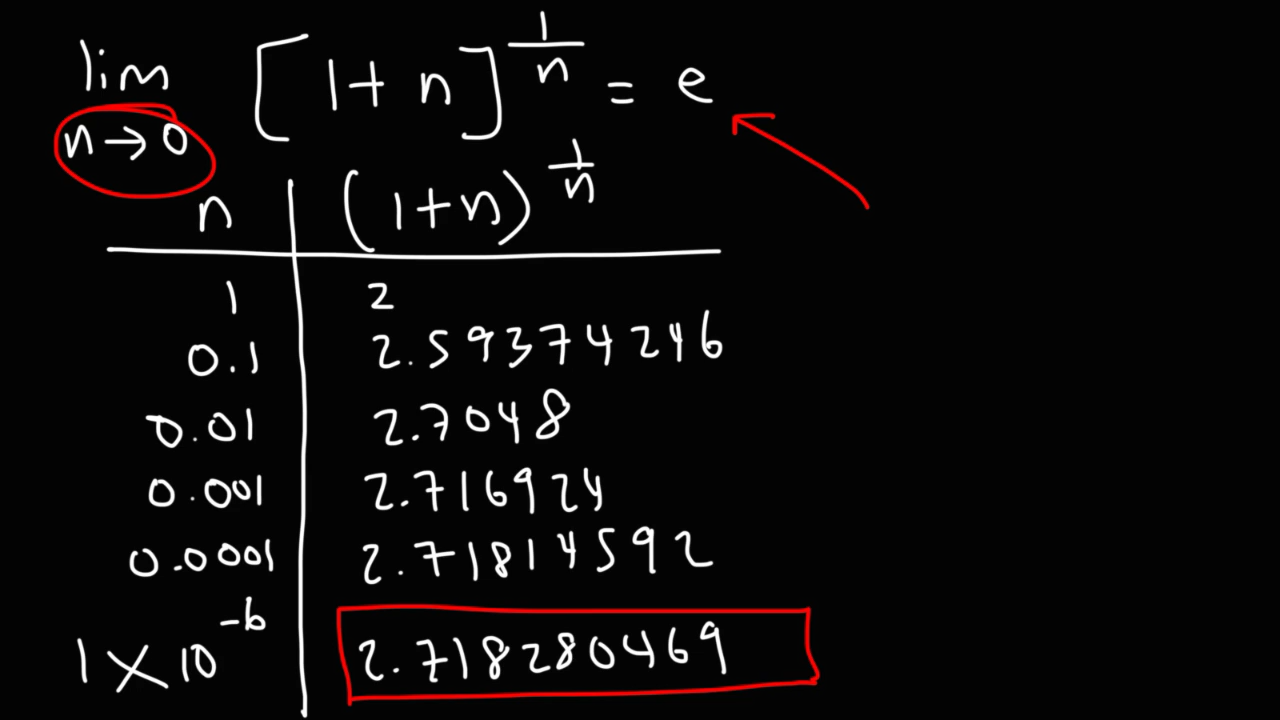 lim n→0 [1+n]^(1/n) = e
n | (1+n)^(1/n)
1 | 2
0.1 | 2.59374246
0.01 | 2.7048
0.001 | 2.716924
0.0001 | 2.71814592
1 × 10^-6 | 2.718280469